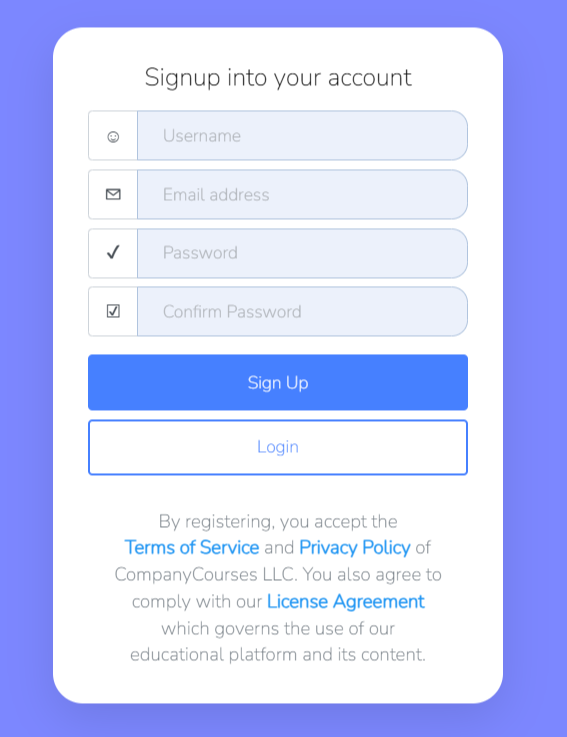 Signup into your account
Username
Email address
Password
Confirm Password
Sign Up
Login
By registering, you accept the
Terms of Service and Privacy Policy of
CompanyCourses LLC. You also agree to
comply with our License Agreement
which governs the use of our
educational platform and its content.